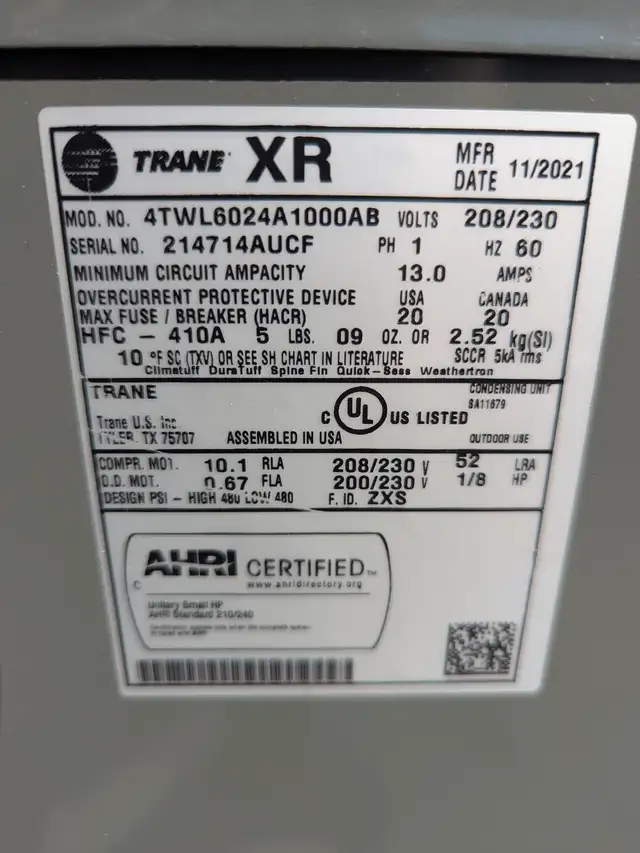 TRANE XR MFR DATE 11/2021
MOD. NO. 4TWL6024A1000AB VOLTS 208/230
SERIAL NO. 214714AUCF PH 1 HZ 60
MINIMUM CIRCUIT AMPACITY 13.0 AMPS
OVERCURRENT PROTECTIVE DEVICE USA CANADA
MAX FUSE / BREAKER (HACR) 20 20
HFC - 410A 5 LBS. 09 OZ. OR 2.52 kg(SI)
10 °F SC (TXV) OR SEE SH CHART IN LITERATURE SCCR 5kA rms
Climatuff DuraTuff Spine Fin Quick-Sess Weathertron
TRANE CONDENSING UNIT
SA11679
Trane U.S. Inc C UL US LISTED
TYLER, TX 75707 ASSEMBLED IN USA OUTDOOR USE
COMPR. MOT. 10.1 RLA 208/230 V 52 LRA
O.D. MOT. 0.67 FLA 200/230 V 1/8 HP
DESIGN PSI - HIGH 480 LOW 480 F. ID. ZXS
AHRI CERTIFIED™
www.ahridirectory.org
C
Unitary Small HP
AHRI Standard 210/240